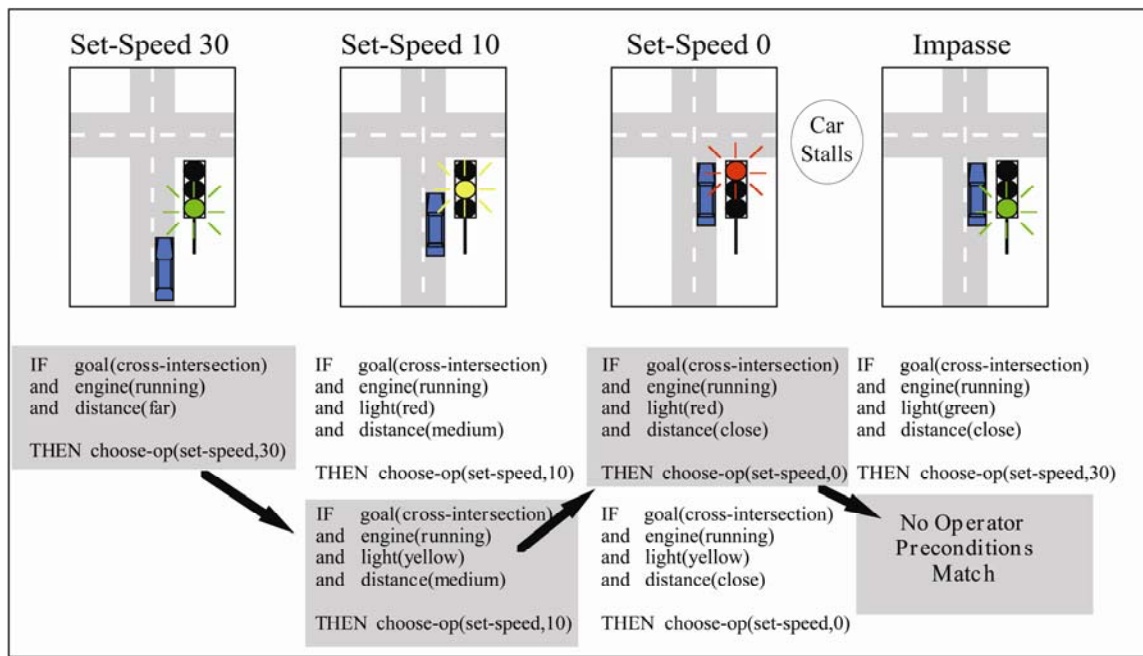 Set-Speed 30
Set-Speed 10
Set-Speed 0
Impasse
Car
Stalls
IF goal(cross-intersection)
and engine(running)
and distance(far)
THEN choose-op(set-speed,30)
IF goal(cross-intersection)
and engine(running)
and light(red)
and distance(medium)
THEN choose-op(set-speed,10)
IF goal(cross-intersection)
and engine(running)
and light(yellow)
and distance(medium)
THEN choose-op(set-speed,10)
IF goal(cross-intersection)
and engine(running)
and light(red)
and distance(close)
THEN choose-op(set-speed,0)
IF goal(cross-intersection)
and engine(running)
and light(yellow)
and distance(close)
THEN choose-op(set-speed,0)
IF goal(cross-intersection)
and engine(running)
and light(green)
and distance(close)
THEN choose-op(set-speed,30)
No Operator
Preconditions
Match